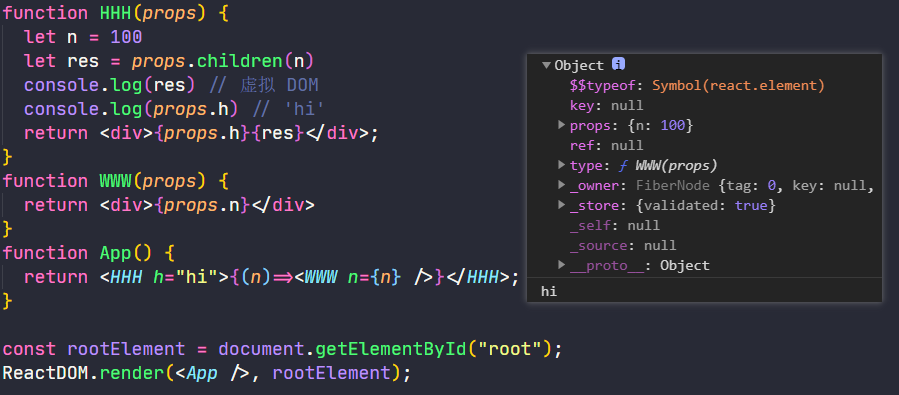 function HHH(props) {
  let n = 100
  let res = props.children(n)
  console.log(res) // 虚拟 DOM
  console.log(props.h) // 'hi'
  return <div>{props.h}{res}</div>;
}
function WWW(props) {
  return <div>{props.n}</div>
}
function App() {
  return <HHH h="hi">{(n)=><WWW n={n} />}</HHH>;
}
const rootElement = document.getElementById("root");
ReactDOM.render(<App />, rootElement);
▼Object i
$$typeof: Symbol(react.element)
key: null
▶props: {n: 100}
ref: null
▶type: ƒ WWW(props)
▶_owner: FiberNode {tag: 0, key: null,
▶_store: {validated: true}
_self: null
_source: null
▶__proto__: Object
hi